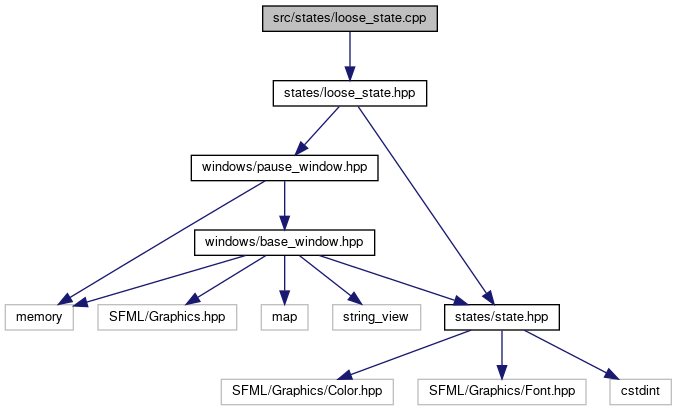 src/states/loose_state.cpp
states/loose_state.hpp
windows/pause_window.hpp
windows/base_window.hpp
memory
SFML/Graphics.hpp
map
string_view
states/state.hpp
SFML/Graphics/Color.hpp
SFML/Graphics/Font.hpp
cstdint